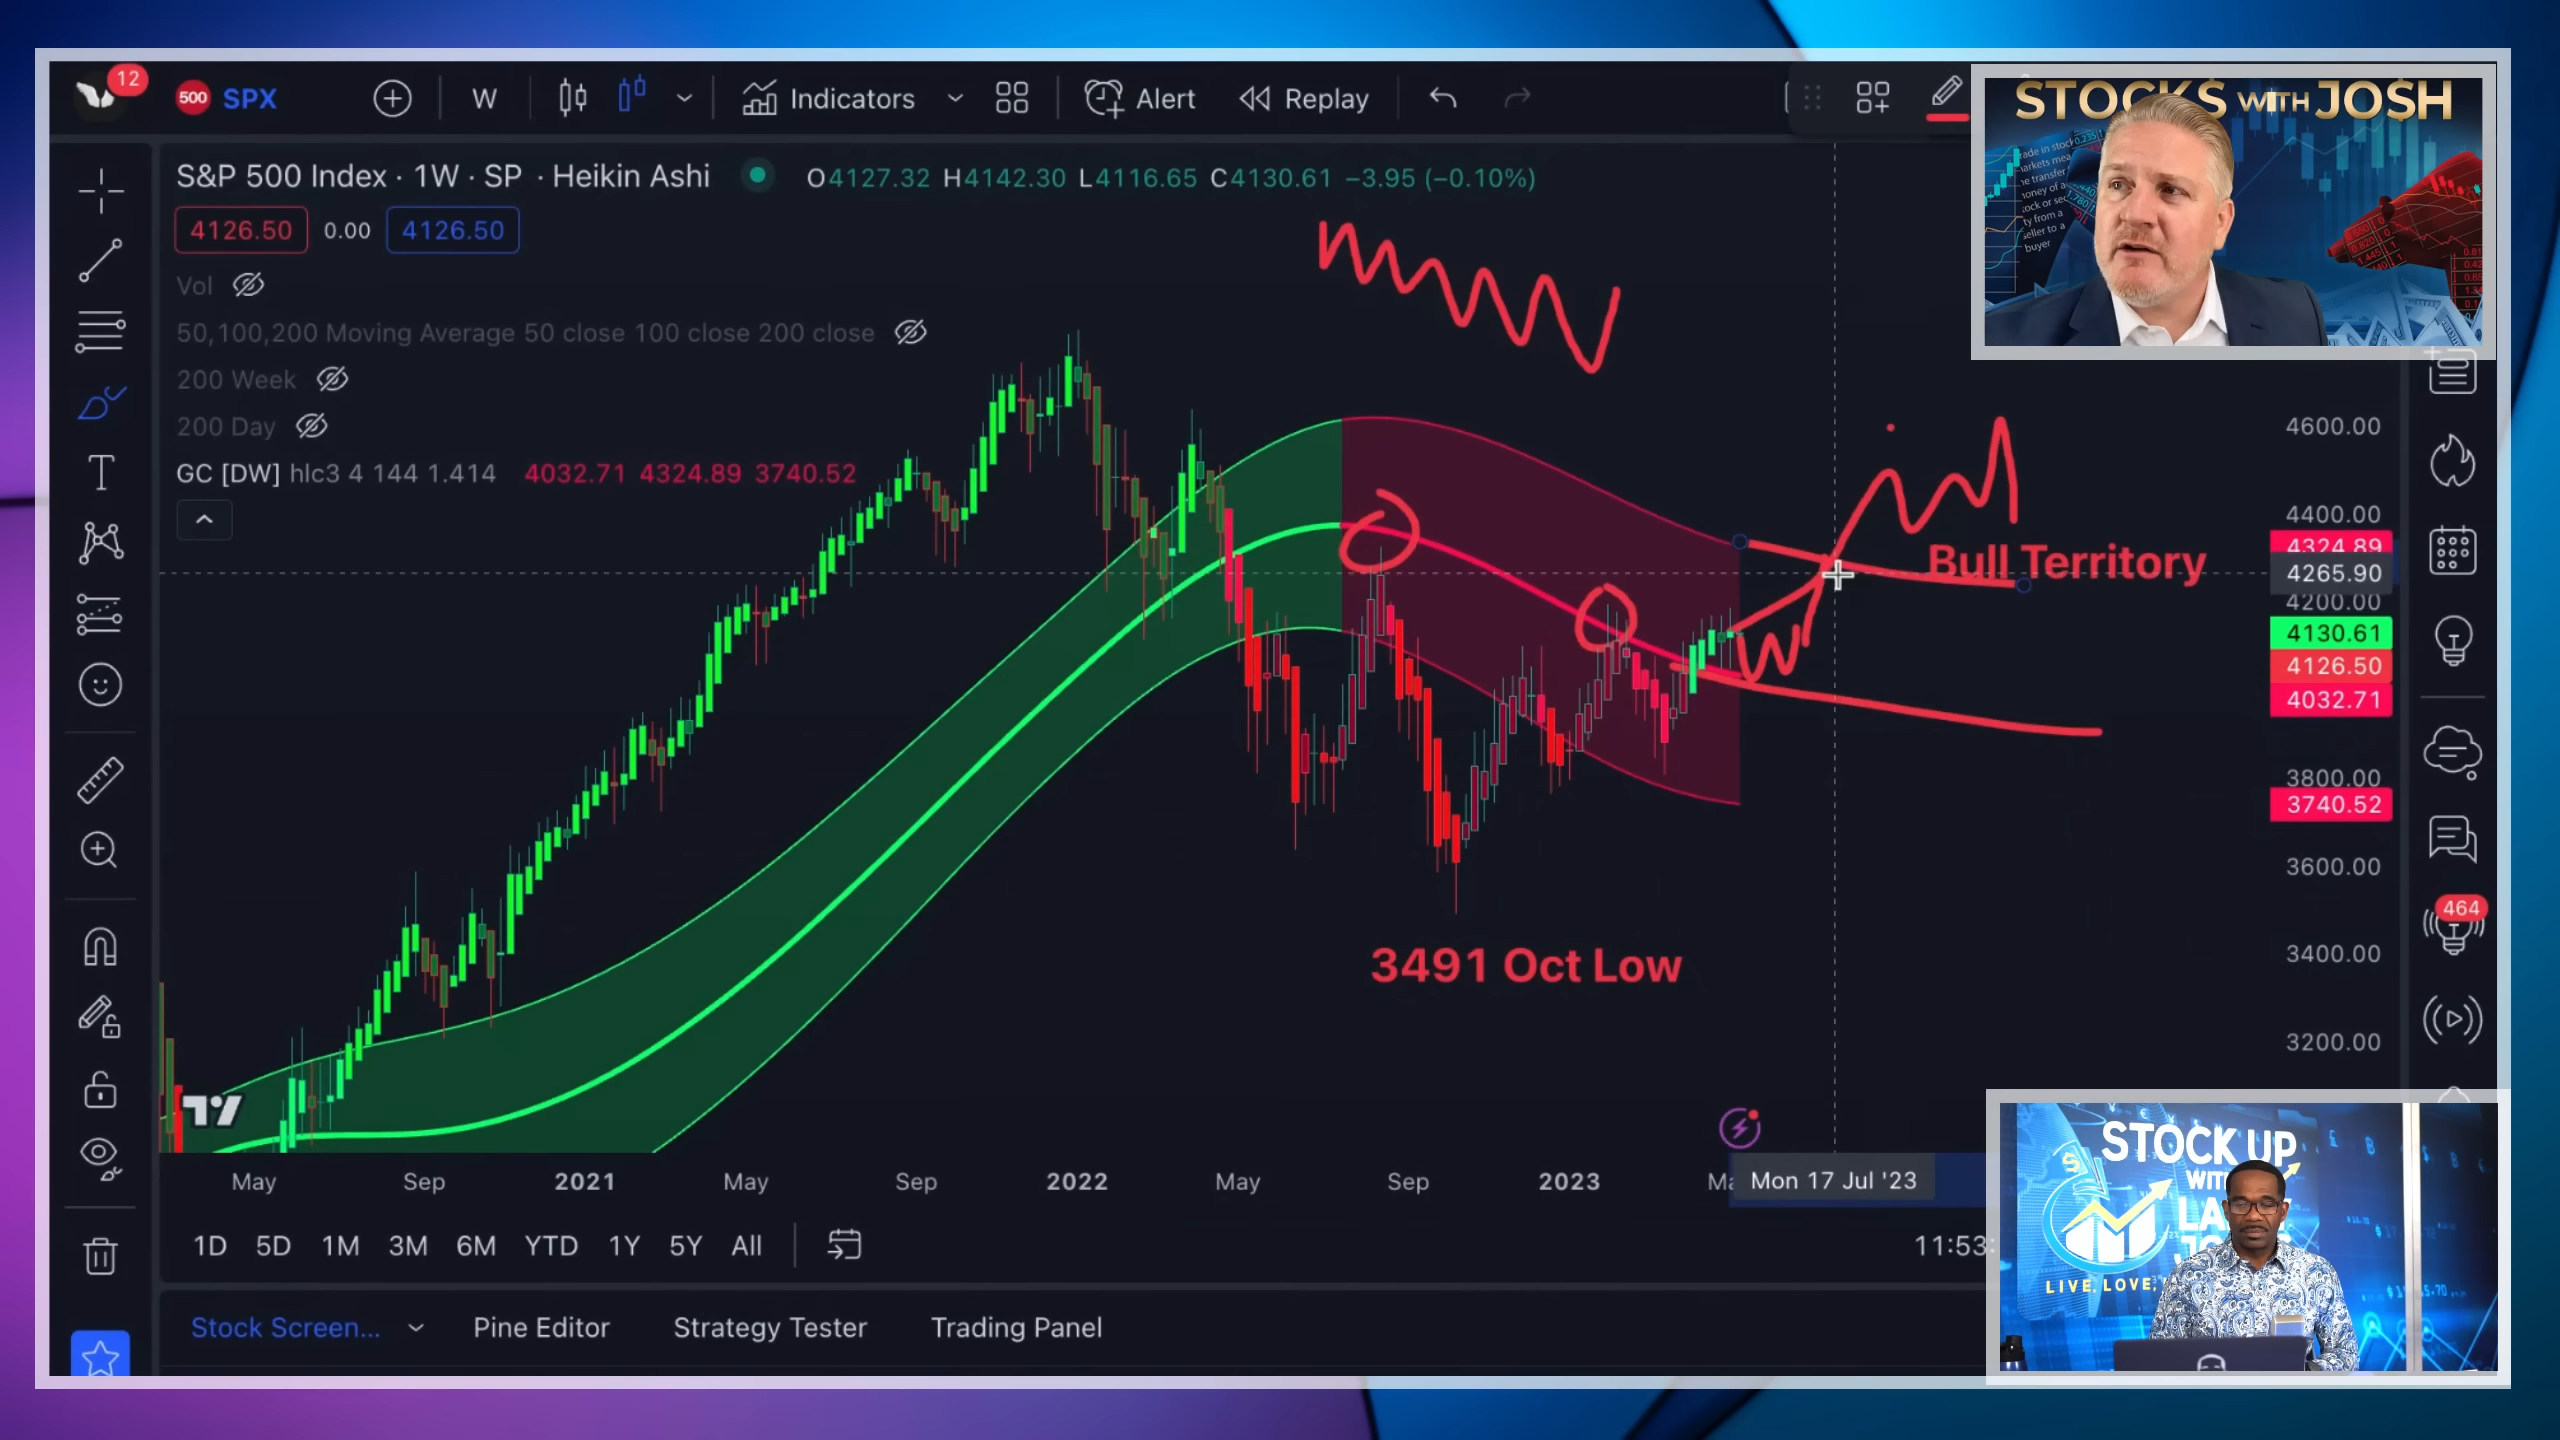 12
500 SPX
W
Indicators
Alert
Replay
STOCKS WITH JOSH
S&P 500 Index · 1W · SP · Heikin Ashi
O4127.32 H4142.30 L4116.65 C4130.61 −3.95 (−0.10%)
4126.50 0.00 4126.50
Vol
50,100,200 Moving Average 50 close 100 close 200 close
200 Week
200 Day
GC [DW] hlc3 4 144 1.414 4032.71 4324.89 3740.52
Bull Territory
3491 Oct Low
4600.00
4400.00
4324.89
4265.90
4200.00
4130.61
4126.50
4032.71
3800.00
3740.52
3600.00
464
3400.00
3200.00
May Sep 2021 May Sep 2022 May Sep 2023 Mon 17 Jul '23
1D 5D 1M 3M 6M YTD 1Y 5Y All
11:53:
Stock Screen... Pine Editor Strategy Tester Trading Panel
STOCK UP
LIVE, LOVE,